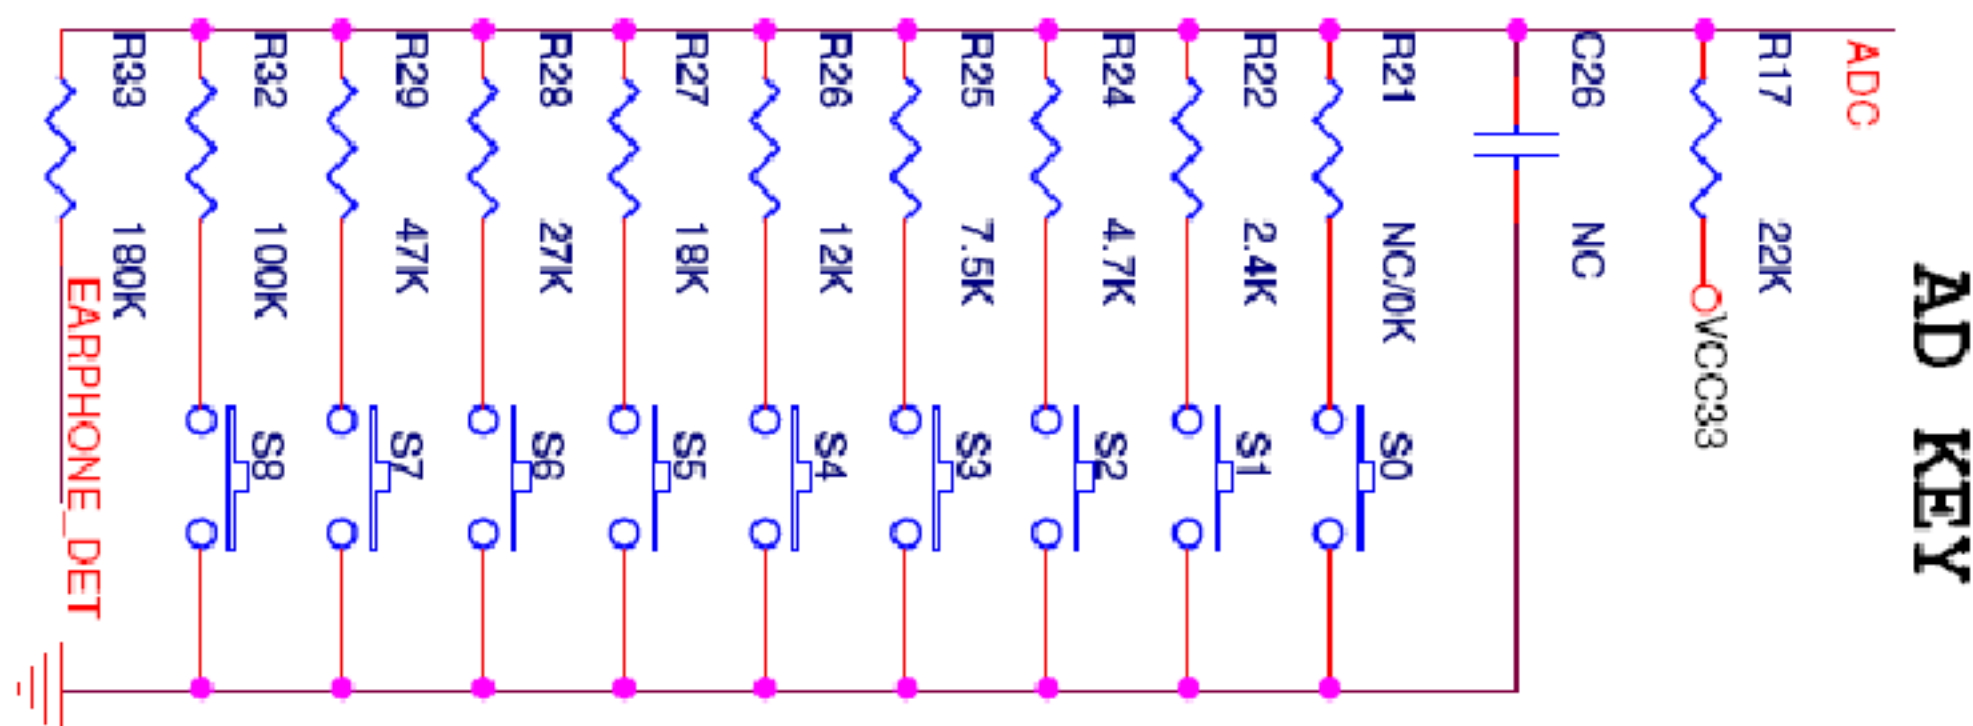 AD KEY
ADC
R17 22K
VCC33
C26 NC
R21 NC/0K S0
R22 2.4K S1
R24 4.7K S2
R25 7.5K S3
R26 12K S4
R27 18K S5
R28 27K S6
R29 47K S7
R32 100K S8
R33 180K
EARPHONE_DET